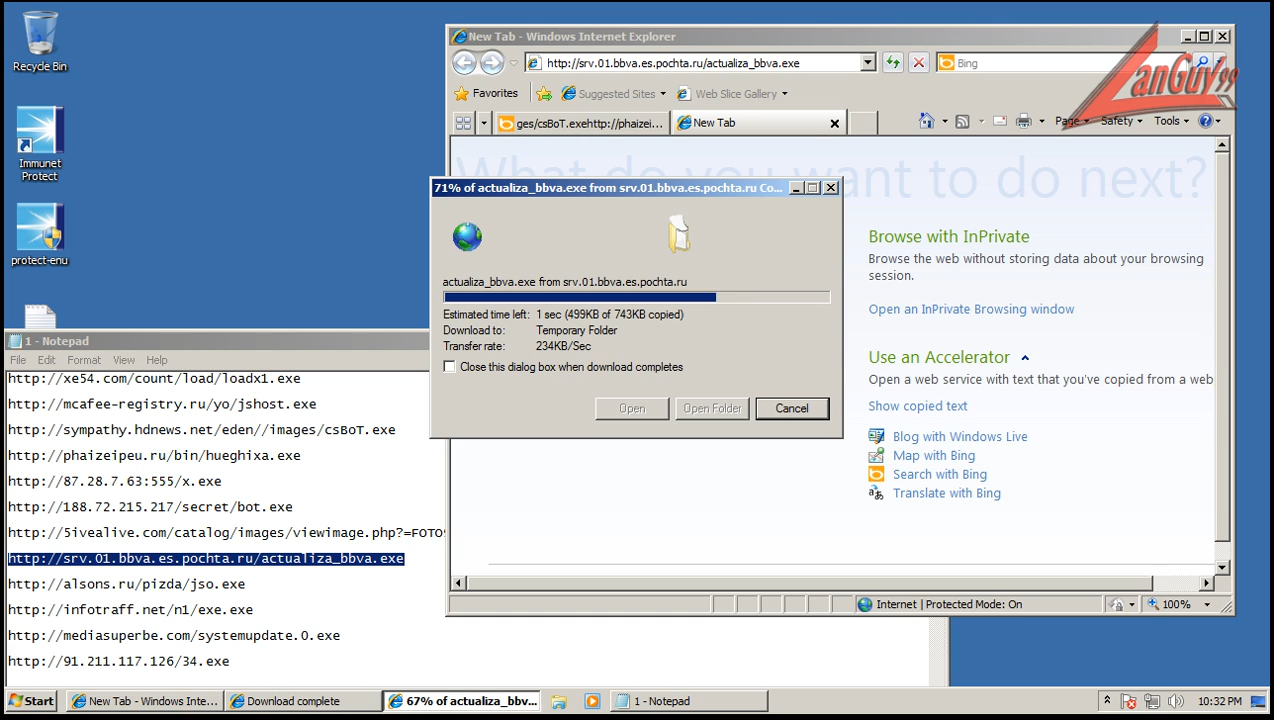 Recycle Bin
Immunet
Protect
protect-enu
New Tab - Windows Internet Explorer
http://srv.01.bbva.es.pochta.ru/actualiza_bbva.exe
Bing
LanGuy99
Favorites
Suggested Sites
Web Slice Gallery
ges/csBoT.exehttp://phaizei...
New Tab
Page
Safety
Tools
What do you want to do next?
71% of actualiza_bbva.exe from srv.01.bbva.es.pochta.ru Co...
actualiza_bbva.exe from srv.01.bbva.es.pochta.ru
Estimated time left: 1 sec (499KB of 743KB copied)
Download to: Temporary Folder
Transfer rate: 234KB/Sec
Close this dialog box when download completes
Open
Open Folder
Cancel
Browse with InPrivate
Browse the web without storing data about your browsing
session.
Open an InPrivate Browsing window
Use an Accelerator
Open a web service with text that you've copied from a web
Show copied text
Blog with Windows Live
Map with Bing
Search with Bing
Translate with Bing
Internet | Protected Mode: On
100%
1 - Notepad
File Edit Format View Help
http://xe54.com/count/load/loadx1.exe
http://mcafee-registry.ru/yo/jshost.exe
http://sympathy.hdnews.net/eden//images/csBoT.exe
http://phaizeipeu.ru/bin/hueghixa.exe
http://87.28.7.63:555/x.exe
http://188.72.215.217/secret/bot.exe
http://5ivealive.com/catalog/images/viewimage.php?=FOTO
http://srv.01.bbva.es.pochta.ru/actualiza_bbva.exe
http://alsons.ru/pizda/jso.exe
http://infotraff.net/n1/exe.exe
http://mediasuperbe.com/systemupdate.0.exe
http://91.211.117.126/34.exe
Start
New Tab - Windows Inte...
Download complete
67% of actualiza_bbv...
1 - Notepad
10:32 PM